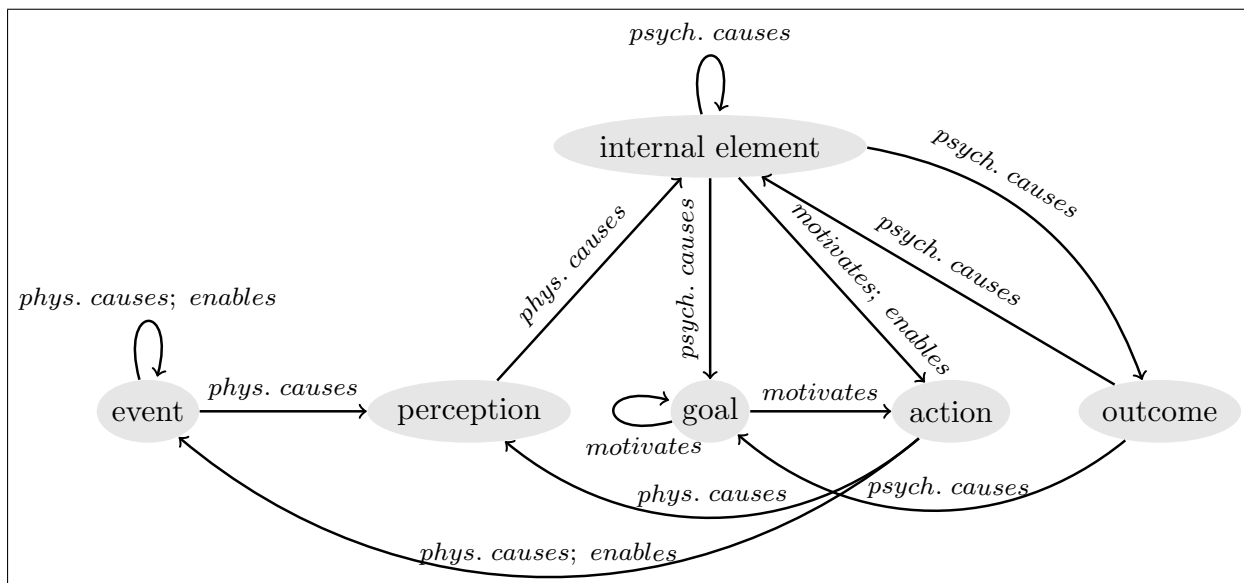 psych. causes
internal element
psych. causes
motivates; enables
psych. causes
phys. causes
psych. causes
phys. causes; enables
event
phys. causes
perception
goal
motivates
action
outcome
motivates
phys. causes
psych. causes
phys. causes; enables